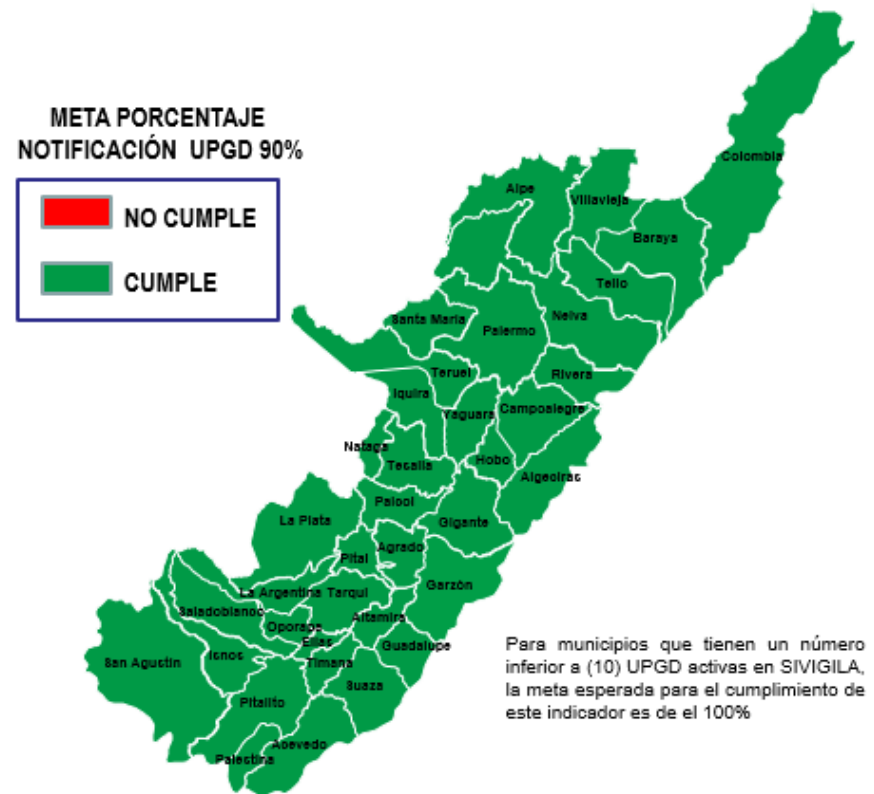 META PORCENTAJE
NOTIFICACIÓN UPGD 90%
NO CUMPLE
CUMPLE
Colombia
Aipe
Villavieja
Baraya
Tello
Santa Maria
Palermo
Neiva
Teruel
Rivera
Iquira
Yaguara
Campoalegre
Nataga
Tesalia
Hobo
Algeciras
Paicol
La Plata
Gigante
Pital
Agrado
La Argentina
Tarqui
Garzón
Saladoblanco
Oporapa
Altamira
Elias
Guadalupe
San Agustin
Isnos
Timana
Suaza
Pitalito
Acevedo
Palestina
Para municipios que tienen un número
inferior a (10) UPGD activas en SIVIGILA,
la meta esperada para el cumplimiento de
este indicador es de el 100%